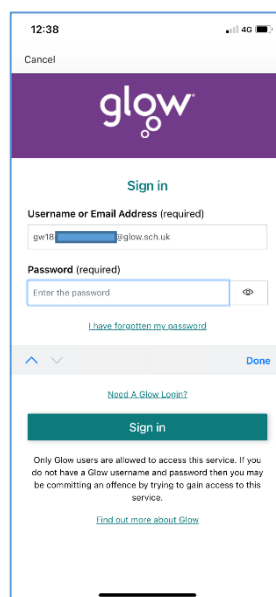 12:38
4G
Cancel
glow
Sign in
Username or Email Address (required)
gw18 @glow.sch.uk
Password (required)
Enter the password
I have forgotten my password
Done
Need A Glow Login?
Sign in
Only Glow users are allowed to access this service. If you
do not have a Glow username and password then you may
be committing an offence by trying to gain access to this
service.
Find out more about Glow